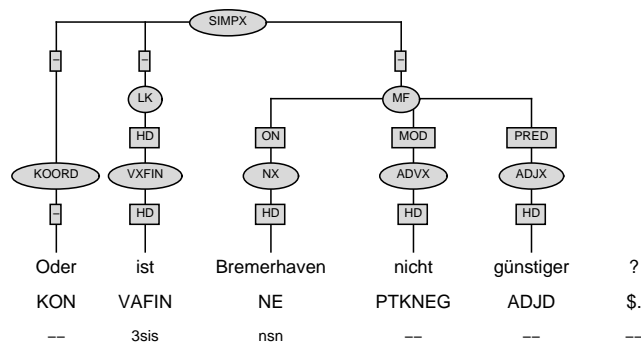 SIMPX
– – –
LK MF
HD ON MOD PRED
KOORD VXFIN NX ADVX ADJX
– HD HD HD HD
Oder ist Bremerhaven nicht günstiger ?
KON VAFIN NE PTKNEG ADJD $.
–– 3sis nsn –– –– ––